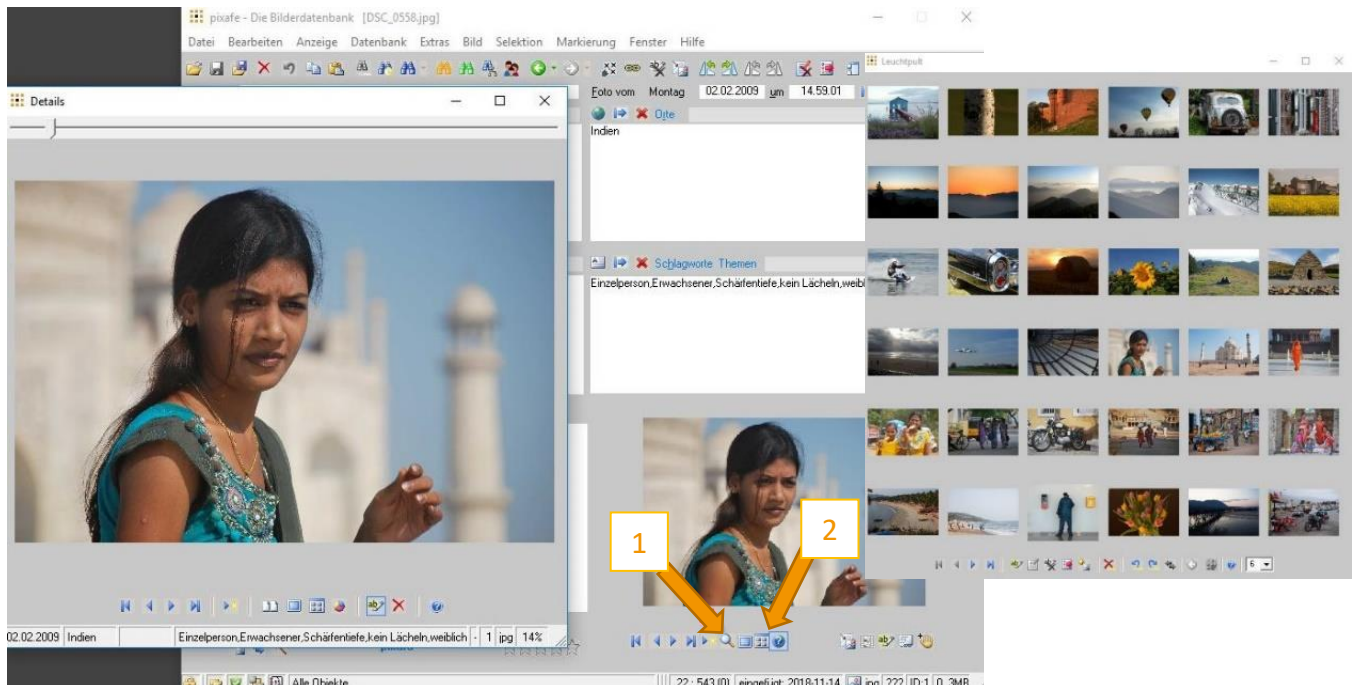 pixafe - Die Bilderdatenbank [DSC_0558.jpg]
Datei Bearbeiten Anzeige Datenbank Extras Bild Selektion Markierung Fenster Hilfe
Leuchtpult
Details
Foto vom Montag 02.02.2009 um 14.59.01
Orte
Indien
Schlagworte Themen
Einzelperson,Erwachsener,Schärfentiefe,kein Lächeln,weibl
1
2
6
02.02.2009 Indien Einzelperson,Erwachsener,Schärfentiefe,kein Lächeln,weiblich - 1 jpg 14%
Alle Objekte 22 : 543 (0) eingefügt: 2018-11-14 jpg ??? ID:1 0,3MB